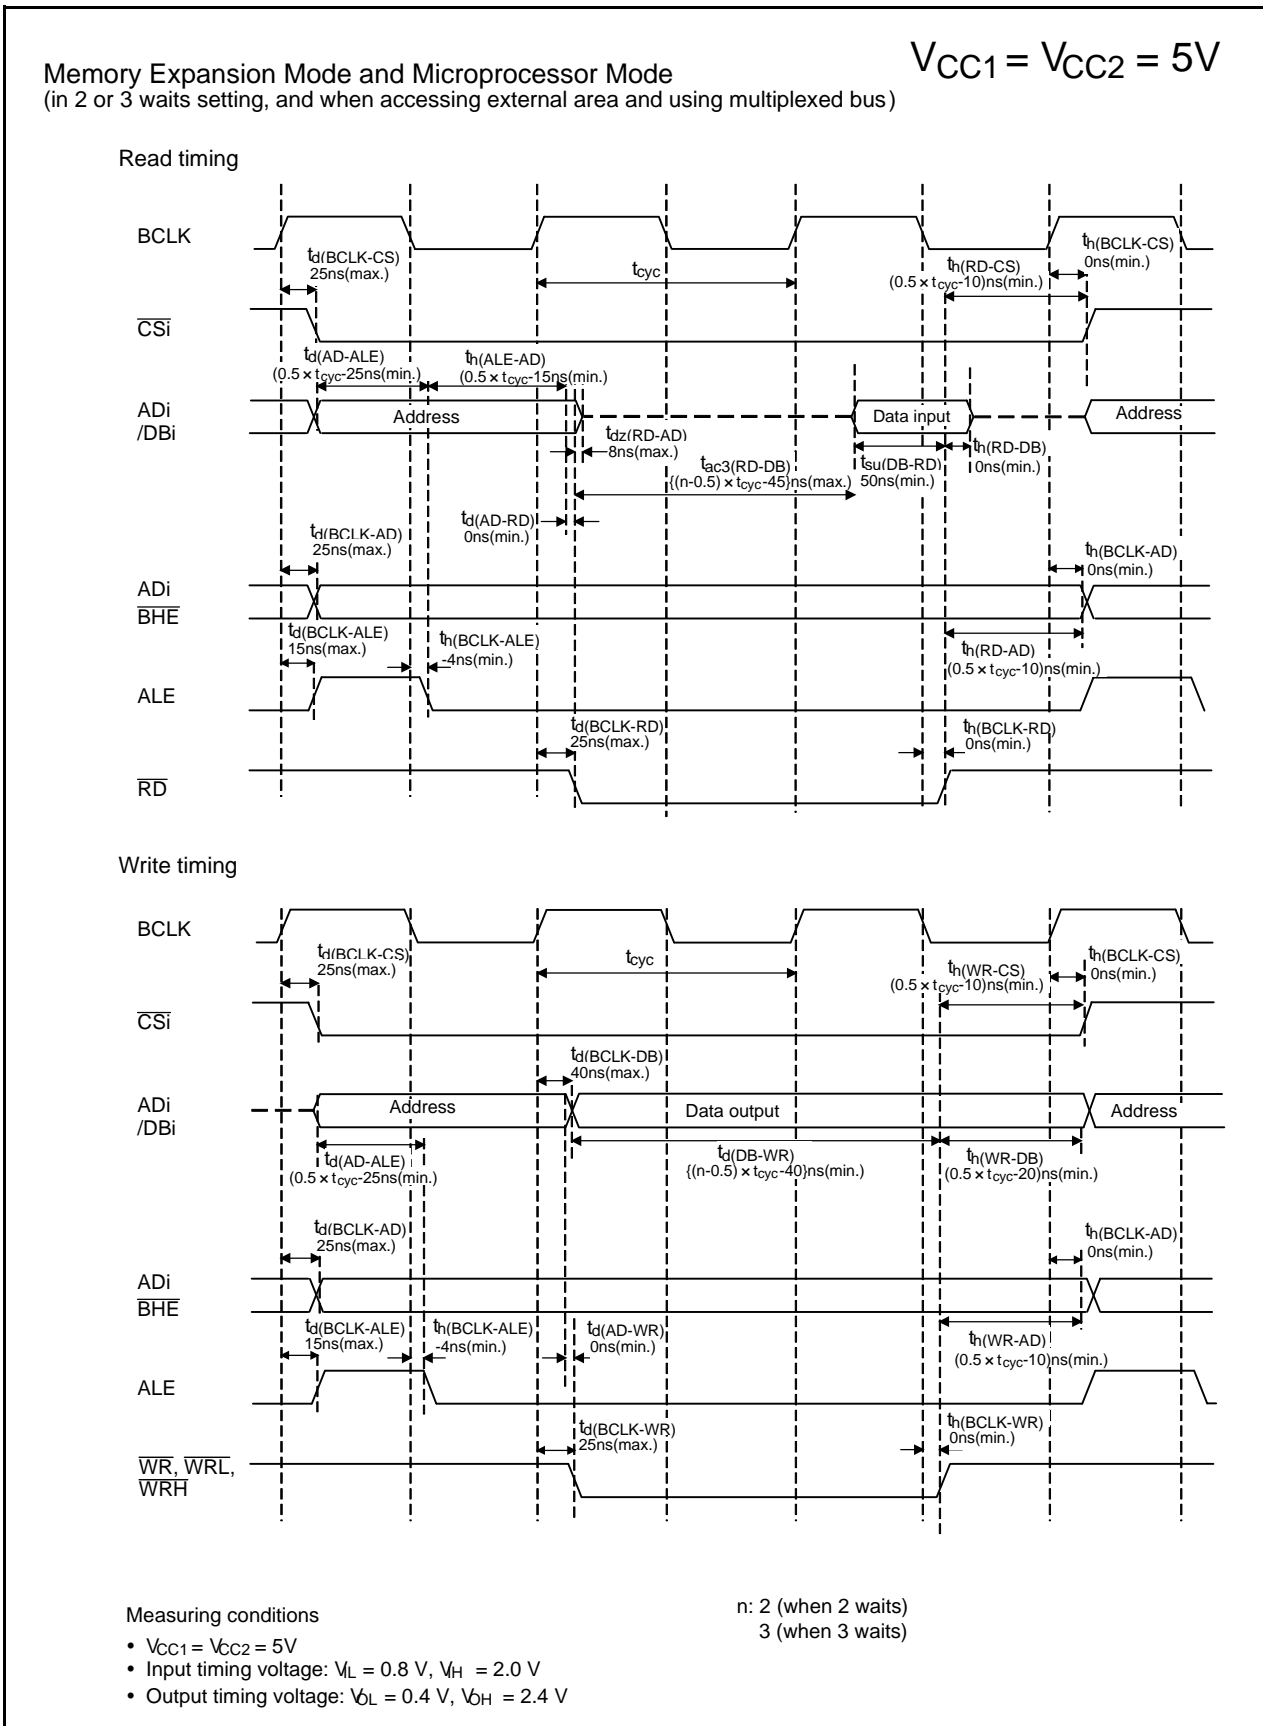 VCC1 = VCC2 = 5V
Memory Expansion Mode and Microprocessor Mode
(in 2 or 3 waits setting, and when accessing external area and using multiplexed bus)
Read timing
BCLK
td(BCLK-CS)
25ns(max.)
tcyc
th(RD-CS)
(0.5 × tcyc-10)ns(min.)
th(BCLK-CS)
0ns(min.)
CSi
td(AD-ALE)
(0.5 × tcyc-25ns(min.)
th(ALE-AD)
(0.5 × tcyc-15ns(min.)
ADi
/DBi
Address
Data input
Address
tdz(RD-AD)
8ns(max.)
tac3(RD-DB)
{(n-0.5) × tcyc-45}ns(max.)
tsu(DB-RD)
50ns(min.)
th(RD-DB)
0ns(min.)
td(AD-RD)
0ns(min.)
td(BCLK-AD)
25ns(max.)
th(BCLK-AD)
0ns(min.)
ADi
BHE
td(BCLK-ALE)
15ns(max.)
th(BCLK-ALE)
-4ns(min.)
th(RD-AD)
(0.5 × tcyc-10)ns(min.)
ALE
td(BCLK-RD)
25ns(max.)
th(BCLK-RD)
0ns(min.)
RD
Write timing
BCLK
td(BCLK-CS)
25ns(max.)
tcyc
th(WR-CS)
(0.5 × tcyc-10)ns(min.)
th(BCLK-CS)
0ns(min.)
CSi
td(BCLK-DB)
40ns(max.)
ADi
/DBi
Address
Data output
Address
td(AD-ALE)
(0.5 × tcyc-25ns(min.)
td(DB-WR)
{(n-0.5) × tcyc-40}ns(min.)
th(WR-DB)
(0.5 × tcyc-20)ns(min.)
td(BCLK-AD)
25ns(max.)
th(BCLK-AD)
0ns(min.)
ADi
BHE
td(BCLK-ALE)
15ns(max.)
th(BCLK-ALE)
-4ns(min.)
td(AD-WR)
0ns(min.)
th(WR-AD)
(0.5 × tcyc-10)ns(min.)
ALE
td(BCLK-WR)
25ns(max.)
th(BCLK-WR)
0ns(min.)
WR, WRL,
WRH
Measuring conditions
• VCC1 = VCC2 = 5V
• Input timing voltage: VIL = 0.8 V, VIH = 2.0 V
• Output timing voltage: VOL = 0.4 V, VOH = 2.4 V
n: 2 (when 2 waits)
3 (when 3 waits)